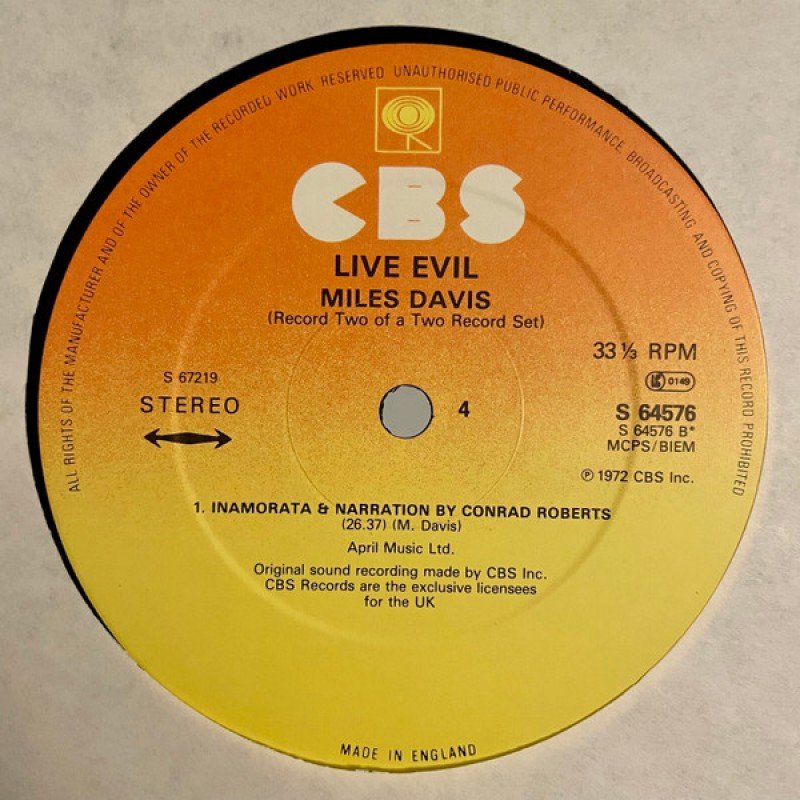 ALL RIGHTS OF THE MANUFACTURER AND OF THE OWNER OF THE RECORDED WORK RESERVED UNAUTHORISED PUBLIC PERFORMANCE BROADCASTING AND COPYING OF THIS RECORD PROHIBITED
CBS
LIVE EVIL
MILES DAVIS
(Record Two of a Two Record Set)
33 ⅓ RPM
0149
S 67219
STEREO
4
S 64576
S 64576 B*
MCPS/BIEM
℗ 1972 CBS Inc.
1. INAMORATA & NARRATION BY CONRAD ROBERTS
(26.37) (M. Davis)
April Music Ltd.
Original sound recording made by CBS Inc.
CBS Records are the exclusive licensees
for the UK
MADE IN ENGLAND